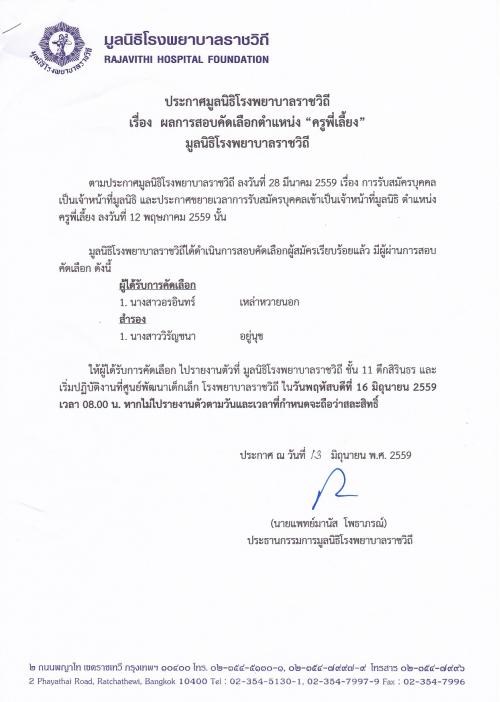 มูลนิธิโรงพยาบาลราชวิถี
มูลนิธิโรงพยาบาลราชวิถี
RAJAVITHI HOSPITAL FOUNDATION
ประกาศมูลนิธิโรงพยาบาลราชวิถี
เรื่อง ผลการสอบคัดเลือกตำแหน่ง “ครูพี่เลี้ยง”
มูลนิธิโรงพยาบาลราชวิถี
ตามประกาศมูลนิธิโรงพยาบาลราชวิถี ลงวันที่ 28 มีนาคม 2559 เรื่อง การรับสมัครบุคคล
เป็นเจ้าหน้าที่มูลนิธิ และประกาศขยายเวลาการรับสมัครบุคคลเข้าเป็นเจ้าหน้าที่มูลนิธิ ตำแหน่ง
ครูพี่เลี้ยง ลงวันที่ 12 พฤษภาคม 2559 นั้น
มูลนิธิโรงพยาบาลราชวิถีได้ดำเนินการสอบคัดเลือกผู้สมัครเรียบร้อยแล้ว มีผู้ผ่านการสอบ
คัดเลือก ดังนี้
ผู้ได้รับการคัดเลือก
1. นางสาวอรอินทร์ เหล่าหวายนอก
สำรอง
1. นางสาววิรัญชนา อยู่นุช
ให้ผู้ได้รับการคัดเลือก ไปรายงานตัวที่ มูลนิธิโรงพยาบาลราชวิถี ชั้น 11 ตึกสิรินธร และ
เริ่มปฏิบัติงานที่ศูนย์พัฒนาเด็กเล็ก โรงพยาบาลราชวิถี ในวันพฤหัสบดีที่ 16 มิถุนายน 2559
เวลา 08.00 น. หากไม่ไปรายงานตัวตามวันและเวลาที่กำหนดจะถือว่าสละสิทธิ์
ประกาศ ณ วันที่ 13 มิถุนายน พ.ศ. 2559
(นายแพทย์มานัส โพธาภรณ์)
ประธานกรรมการมูลนิธิโรงพยาบาลราชวิถี
๒ ถนนพญาไท เขตราชเทวี กรุงเทพฯ ๑๐๔๐๐ โทร. ๐๒-๓๕๔-๕๑๓๐-๑, ๐๒-๓๕๔-๗๙๙๗-๙ โทรสาร ๐๒-๓๕๔-๗๙๙๖
2 Phayathai Road, Ratchathewi, Bangkok 10400 Tel : 02-354-5130-1, 02-354-7997-9 Fax : 02-354-7996